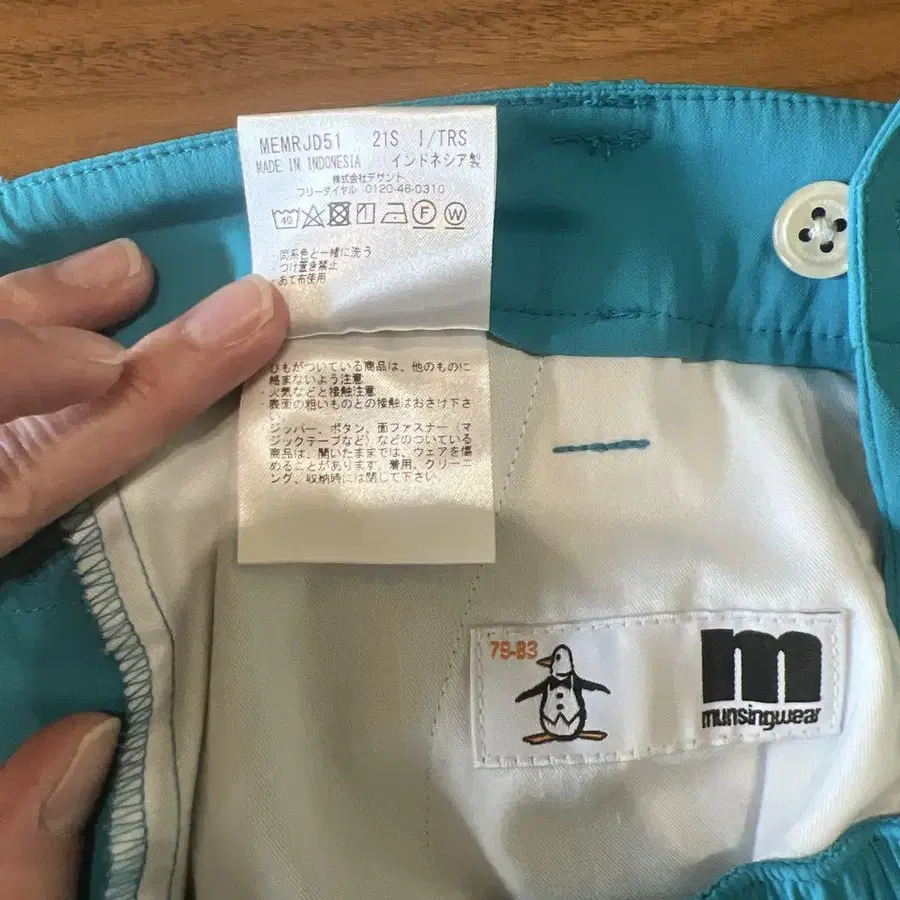 MEMRJD51 21S I/TRS
MADE IN INDONESIA インドネシア製
株式会社デサント
フリーダイヤル 0120-46-0310
40 F W
・同系色と一緒に洗う
・つけ置き禁止
・あて布使用
・ひもがついている商品は、他のものに
絡まないよう注意
・火気などと接触注意
・表面の粗いものとの接触はおさけ下さ
い
ジッパー、ボタン、面ファスナー（マ
ジックテープなど）などのついている
商品は、開いたままでは、ウェアを傷
めることがあります。着用、クリーニ
ング、収納時には閉じて下さい。
79-83
m
munsingwear